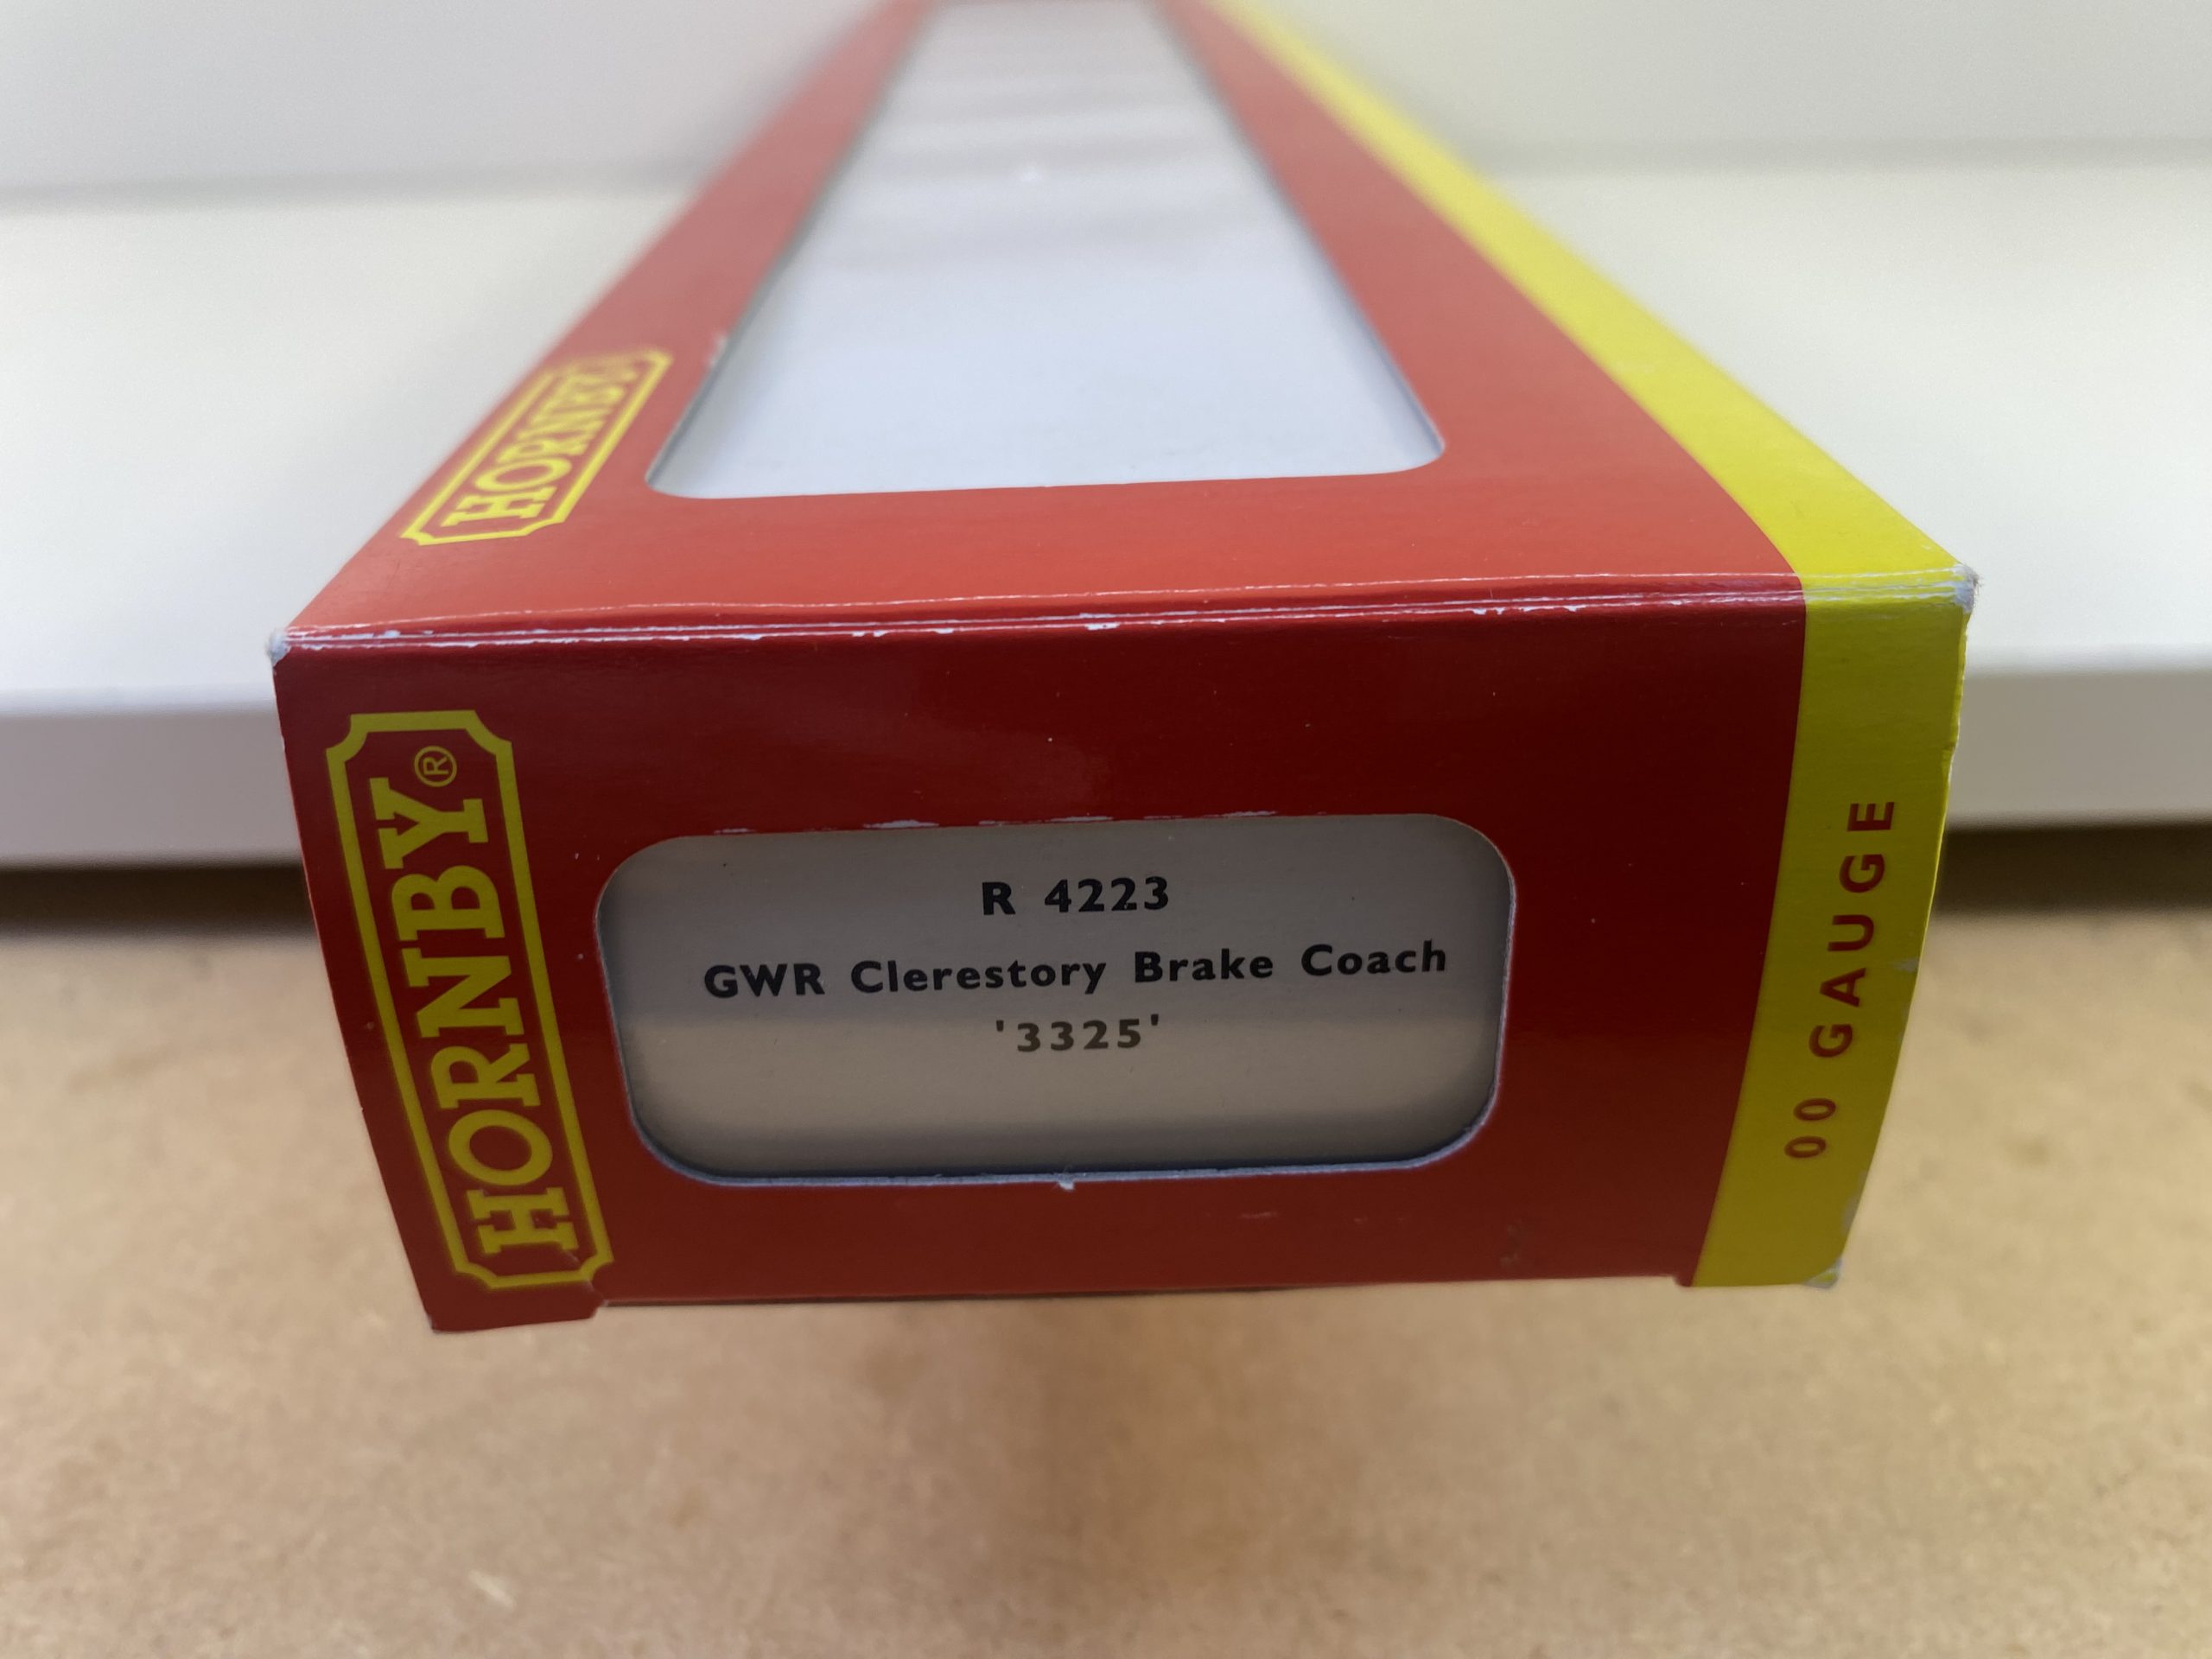 HORNBY
HORNBY®
R 4223
GWR Clerestory Brake Coach
'3325'
00 GAUGE